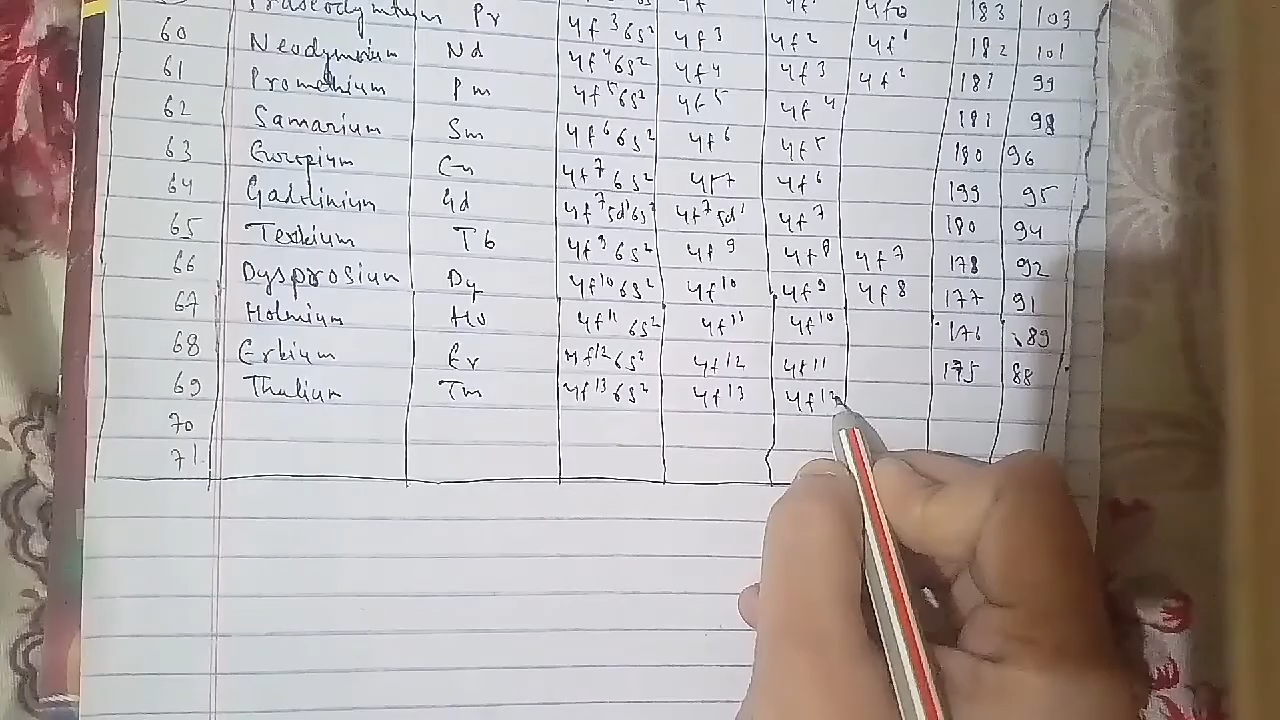 Pr 4f⁰ 183 103
60 Neodymium Nd 4f³6s² 4f³ 4f² 4f¹ 182 101
61 Promenium Pm 4f⁴6s² 4f4 4f³ 4f² 181 99
62 Samarium Sm 4f⁵6s² 4f⁵ 4f⁴ 181 98
63 Europium 4f⁶6s² 4f⁶ 4f⁵ 180 96
64 Gadolinium Gd 4f⁷6s² 4f7 4f⁶ 199 95
65 Terbium Tb 4f⁷5d¹6s² 4f⁷5d¹ 4f⁷ 180 94
66 Dysprosium Dy 4f⁹6s² 4f⁹ 4f⁸ 4f⁷ 178 92
67 Holmium Ho 4f¹⁰6s² 4f¹⁰ 4f⁹ 4f8 177 91
68 Erbium Er 4f¹¹6s² 4f¹¹ 4f¹⁰ 176 89
69 Thulium Tm 4f¹²6s² 4f12 4f11 175 88
70 4f¹³6s² 4f13 4f12
71